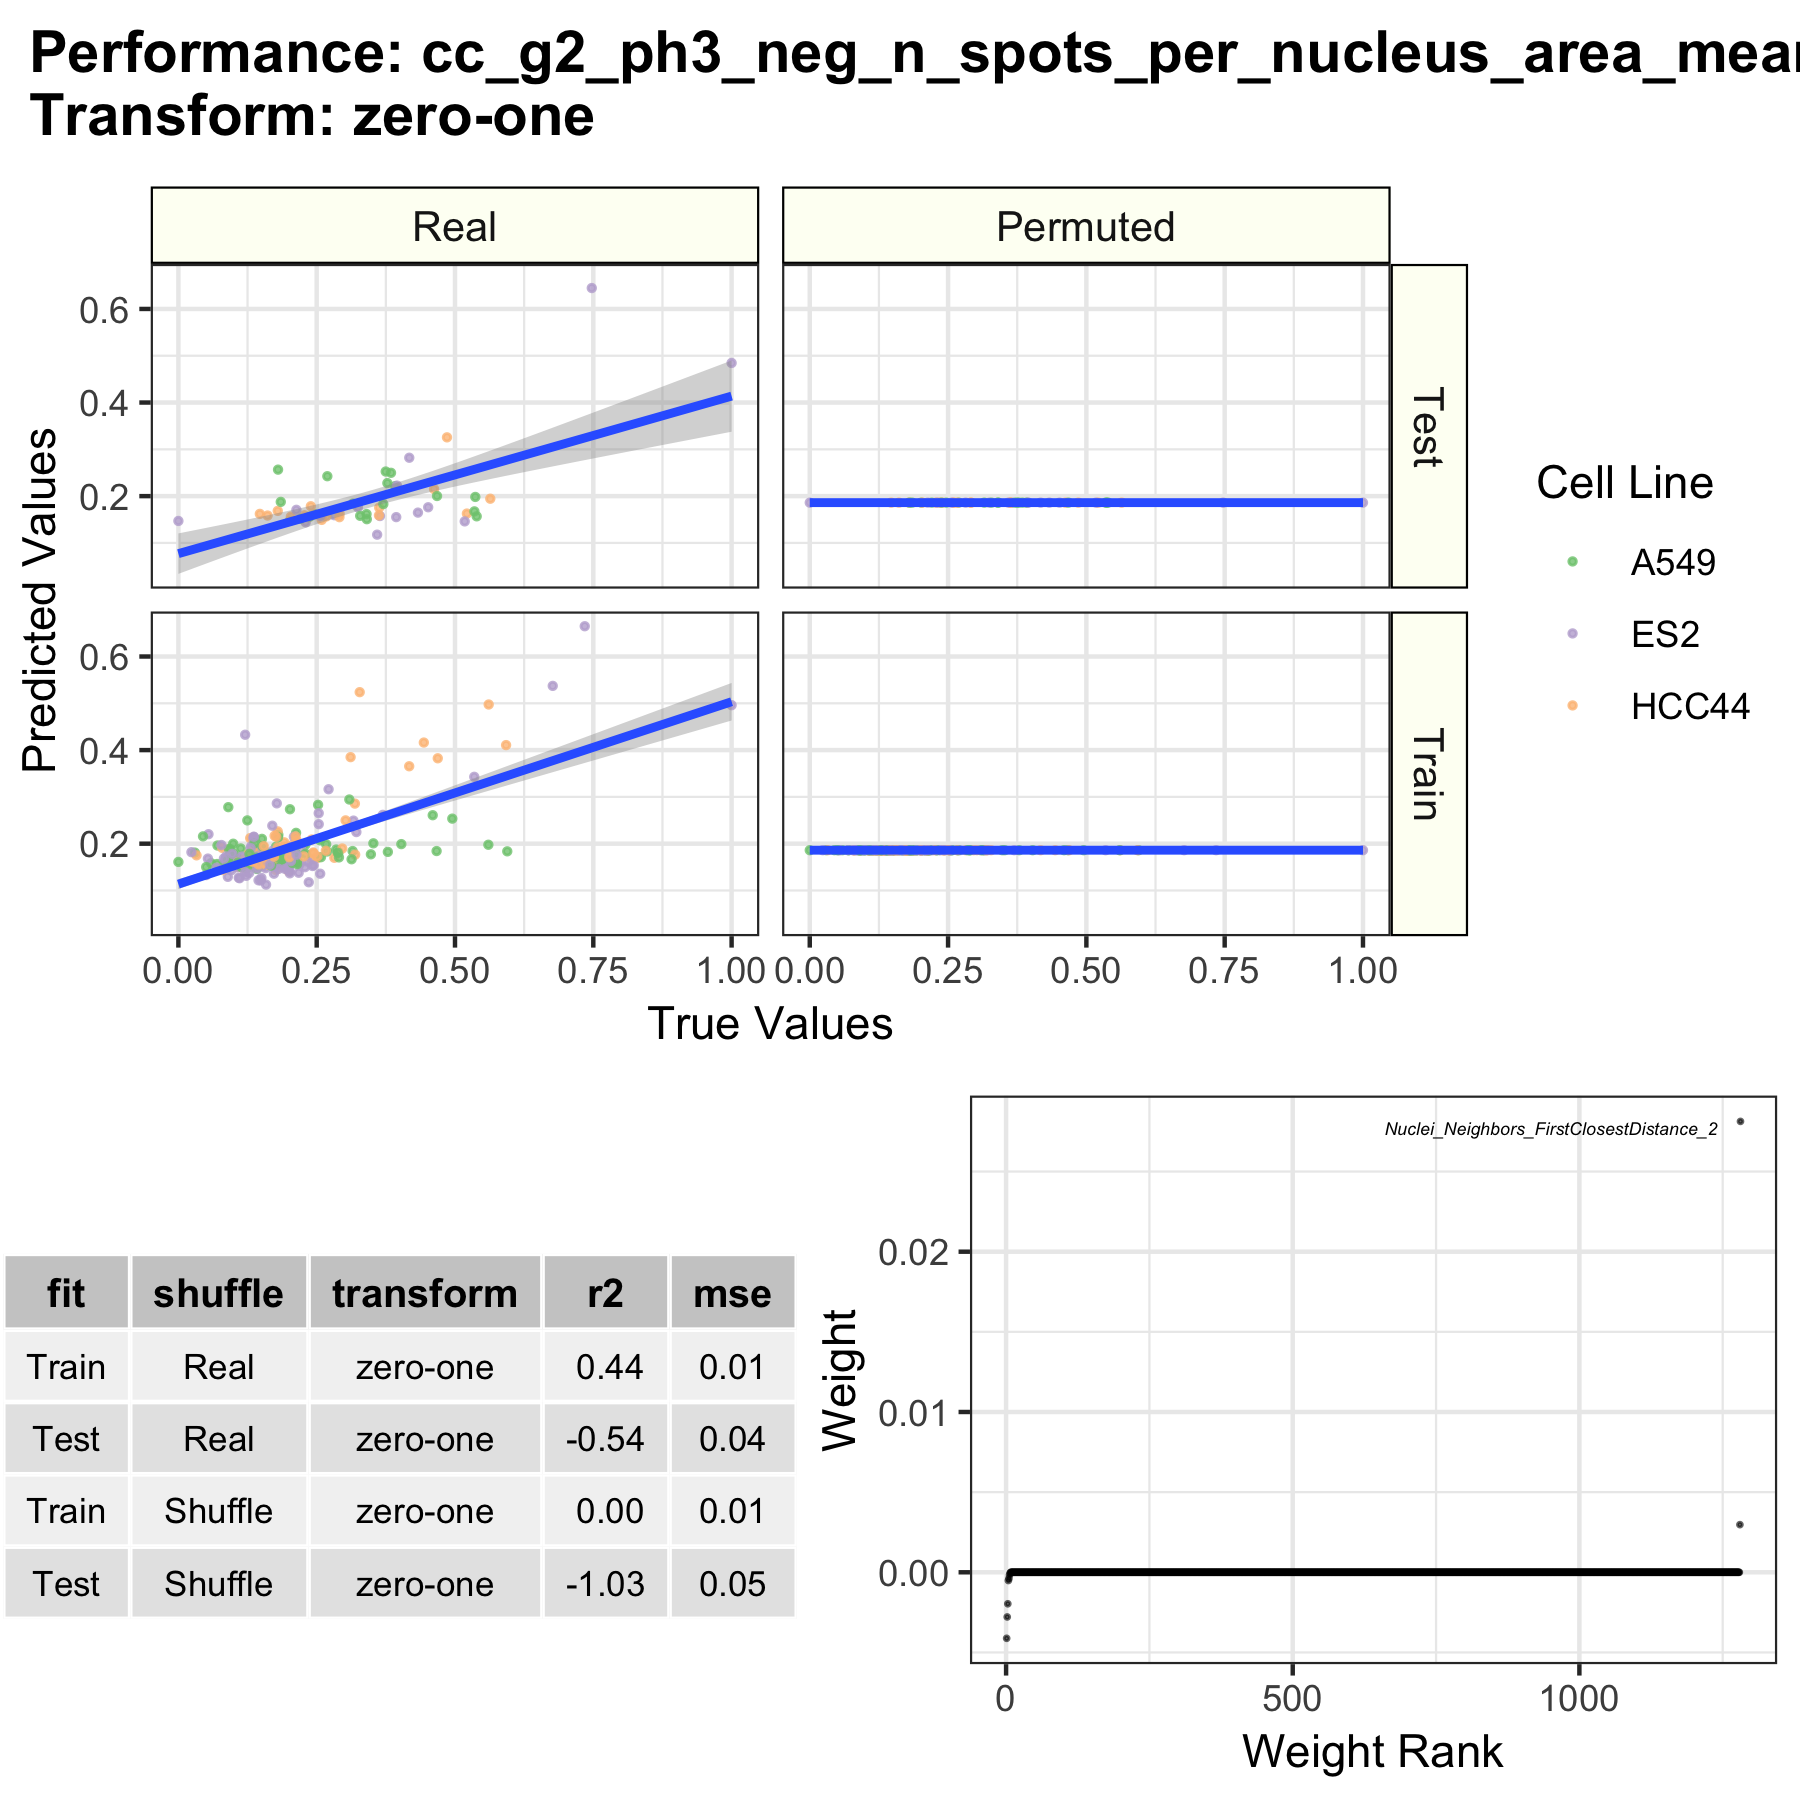 Performance: cc_g2_ph3_neg_n_spots_per_nucleus_area_mean
Transform: zero-one
Real
Permuted
0.6
0.4
0.2
Test
0.6
0.4
0.2
Train
Predicted Values
0.00 0.25 0.50 0.75 1.00 0.00 0.25 0.50 0.75 1.00
True Values
Cell Line
A549
ES2
HCC44
fit shuffle transform r2 mse
Train Real zero-one 0.44 0.01
Test Real zero-one -0.54 0.04
Train Shuffle zero-one 0.00 0.01
Test Shuffle zero-one -1.03 0.05
Nuclei_Neighbors_FirstClosestDistance_2
0.02
0.01
0.00
Weight
0 500 1000
Weight Rank